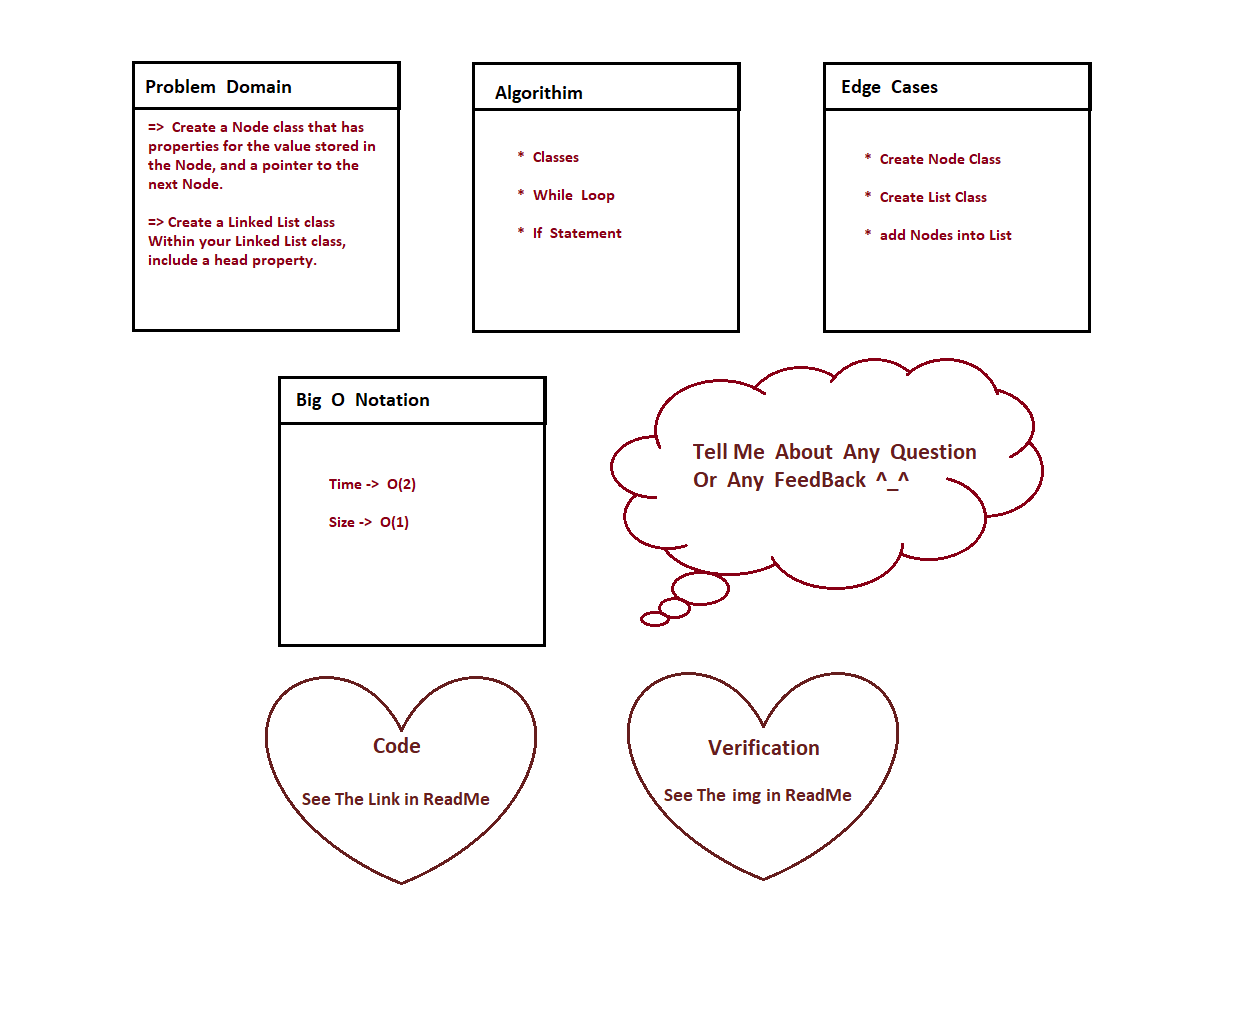 Problem Domain
=> Create a Node class that has
properties for the value stored in
the Node, and a pointer to the
next Node.
=> Create a Linked List class
Within your Linked List class,
include a head property.
Algorithim
* Classes
* While Loop
* If Statement
Edge Cases
* Create Node Class
* Create List Class
* add Nodes into List
Big O Notation
Time -> O(2)
Size -> O(1)
Tell Me About Any Question
Or Any FeedBack ^_^
Code
See The Link in ReadMe
Verification
See The img in ReadMe